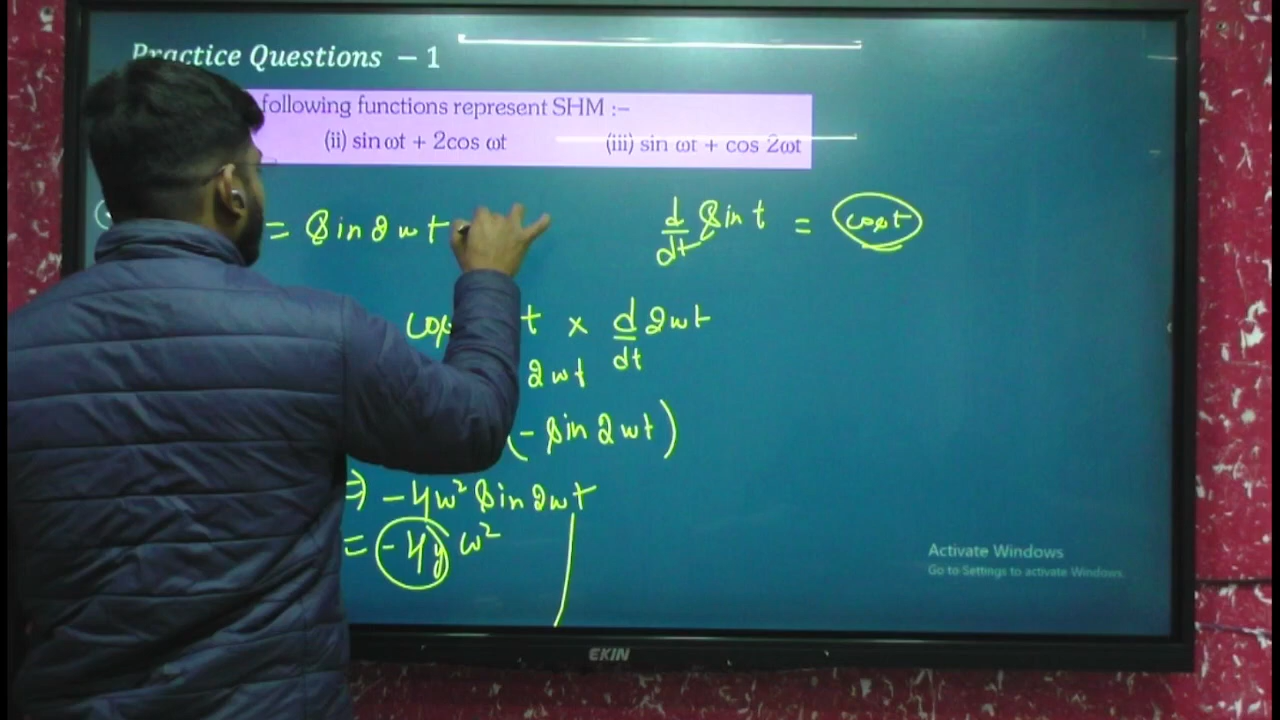 Practice Questions – 1
following functions represent SHM :–
(ii) sin ωt + 2cos ωt (iii) sin ωt + cos 2ωt
= sin 2ωt
d/dt sin t = cos t
t × d/dt 2ωt
2ωt
(- sin 2ωt)
⇒ -4ω² sin 2ωt
= -4y ω²
Activate Windows
Go to Settings to activate Windows.
EKIN